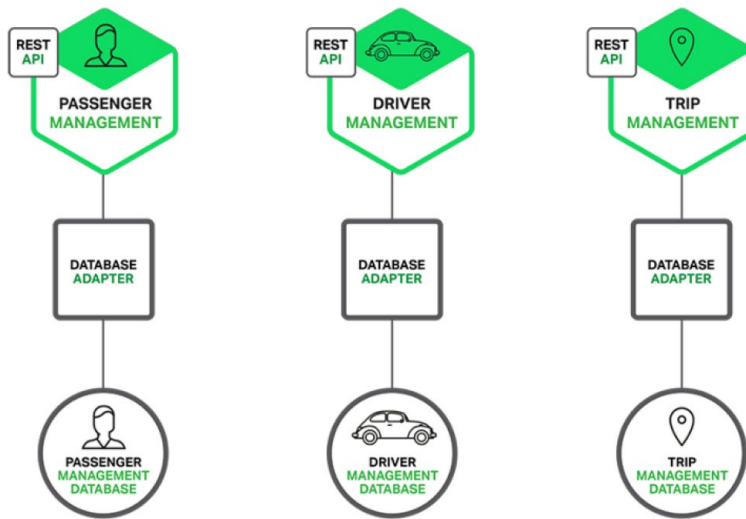 REST
API
PASSENGER
MANAGEMENT
REST
API
DRIVER
MANAGEMENT
REST
API
TRIP
MANAGEMENT
DATABASE
ADAPTER
DATABASE
ADAPTER
DATABASE
ADAPTER
PASSENGER
MANAGEMENT
DATABASE
DRIVER
MANAGEMENT
DATABASE
TRIP
MANAGEMENT
DATABASE